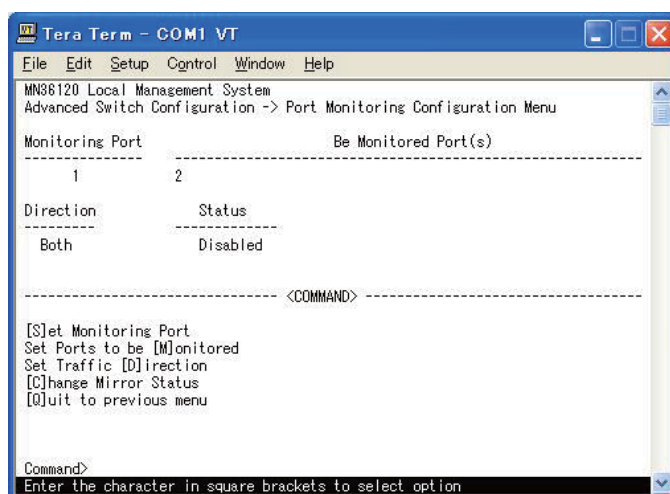 Tera Term - COM1 VT
File Edit Setup Control Window Help
MN36120 Local Management System
Advanced Switch Configuration -> Port Monitoring Configuration Menu
Monitoring Port Be Monitored Port(s)
--------------- ------------------------------------------------------------
1 2
Direction Status
--------- -------------
Both Disabled
-------------------------------- <COMMAND> -----------------------------------
[S]et Monitoring Port
Set Ports to be [M]onitored
Set Traffic [D]irection
[C]hange Mirror Status
[Q]uit to previous menu
Command>
Enter the character in square brackets to select option